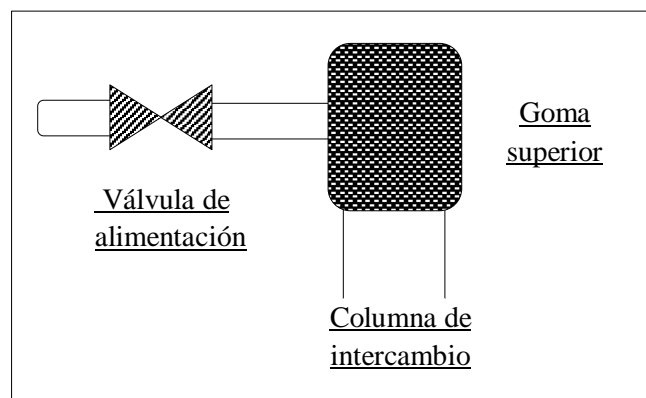 Goma
superior
Válvula de
alimentación
Columna de
intercambio